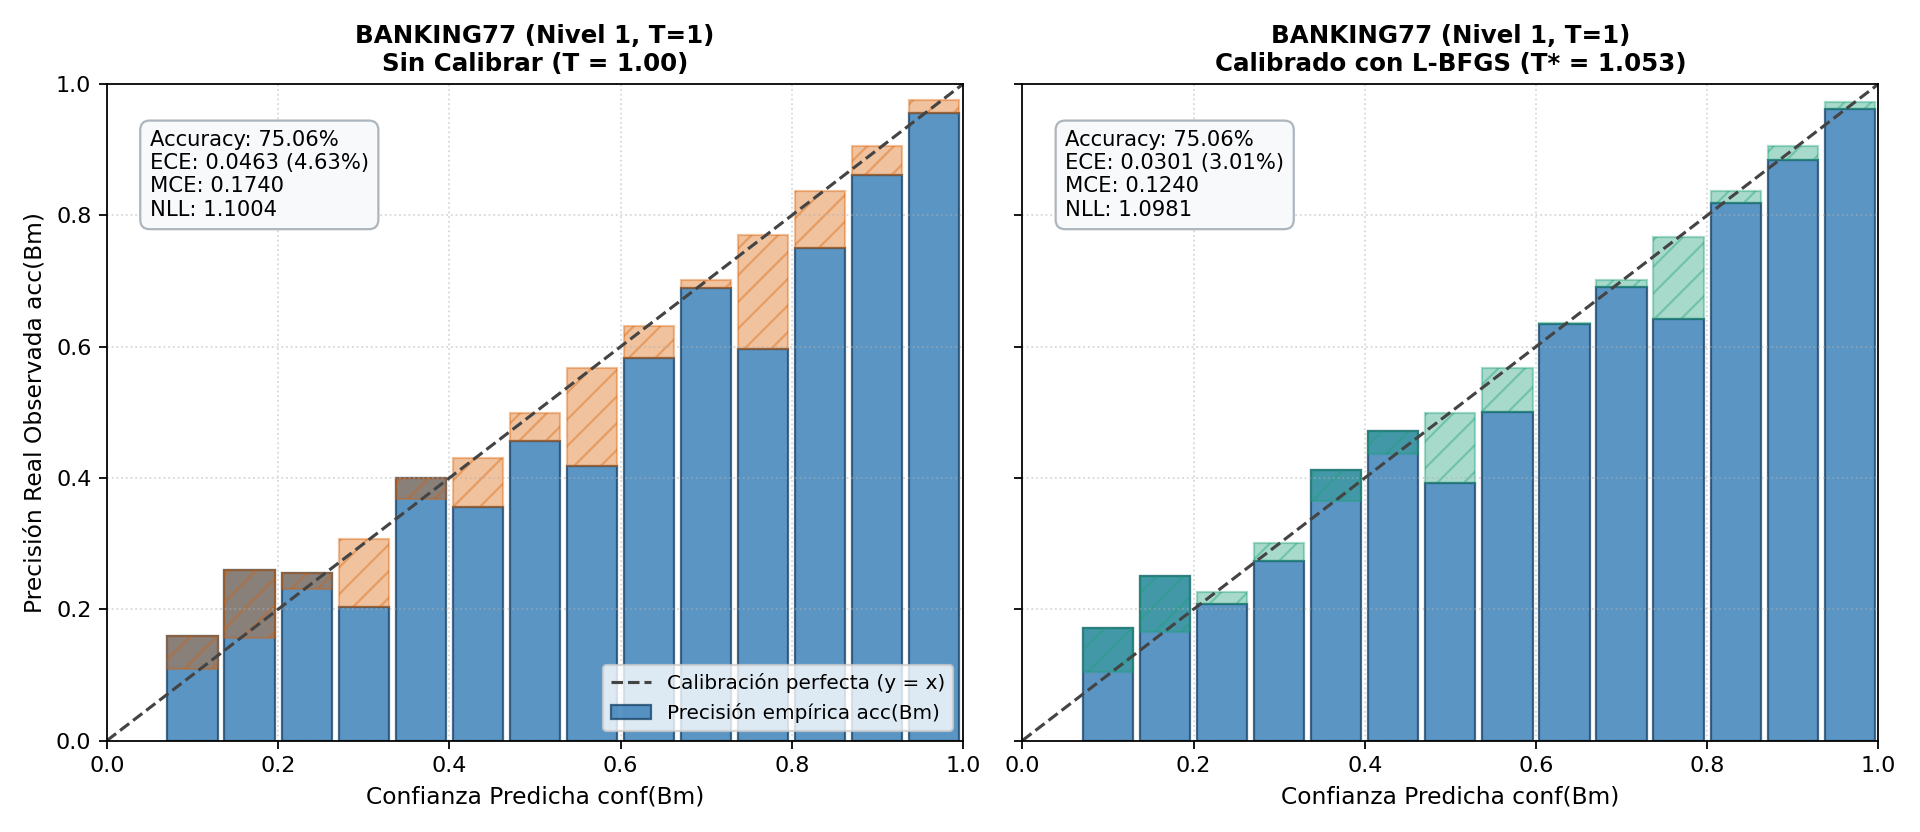 BANKING77 (Nivel 1, T=1)
Sin Calibrar (T = 1.00)
Accuracy: 75.06%
ECE: 0.0463 (4.63%)
MCE: 0.1740
NLL: 1.1004
Precisión Real Observada acc(Bm)
1.0
0.8
0.6
0.4
0.2
0.0
Calibración perfecta (y = x)
Precisión empírica acc(Bm)
0.0 0.2 0.4 0.6 0.8 1.0
Confianza Predicha conf(Bm)
BANKING77 (Nivel 1, T=1)
Calibrado con L-BFGS (T* = 1.053)
Accuracy: 75.06%
ECE: 0.0301 (3.01%)
MCE: 0.1240
NLL: 1.0981
0.0 0.2 0.4 0.6 0.8 1.0
Confianza Predicha conf(Bm)